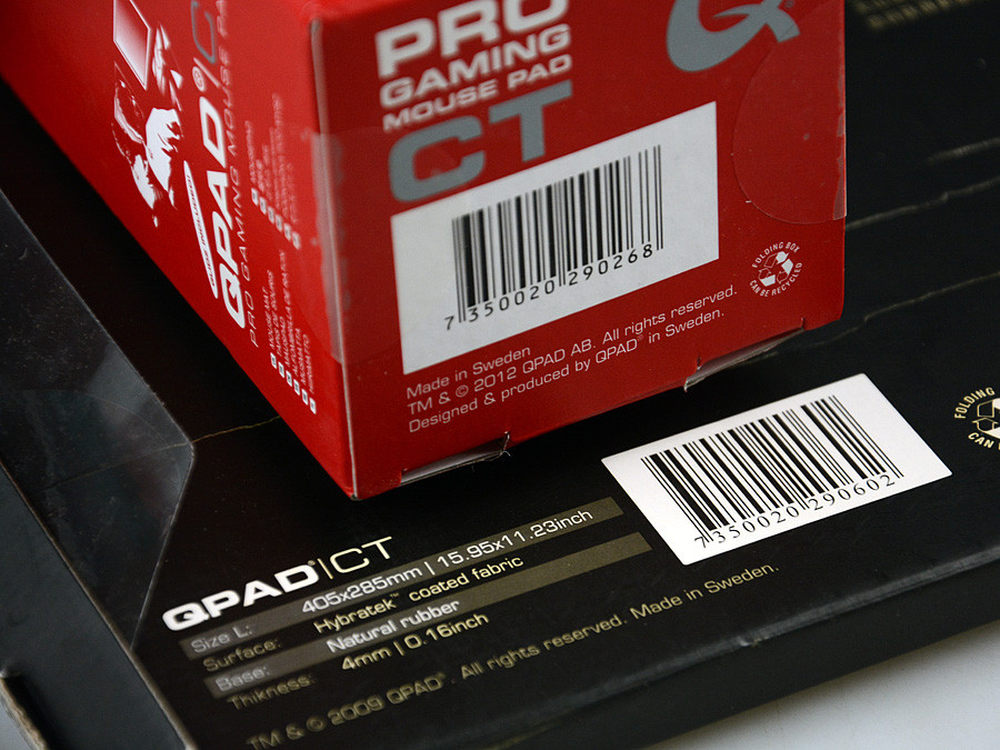 PRO
GAMING
MOUSE PAD
CT
7 350020 290268
Made in Sweden
TM & © 2012 QPAD AB. All rights reserved.
Designed & produced by QPAD® in Sweden.
FOLDING BOX
CAN BE RECYCLED
QPAD®|C
PRO GAMING MOUSE PA
7 350020 290602
FOLDING
CAN
QPAD®|CT
Size L: 405x285mm | 15.95x11.23inch
Surface: Hybratek™ coated fabric
Base: Natural rubber
Thikness: 4mm | 0.16inch
TM & © 2009 QPAD®. All rights reserved. Made in Sweden.